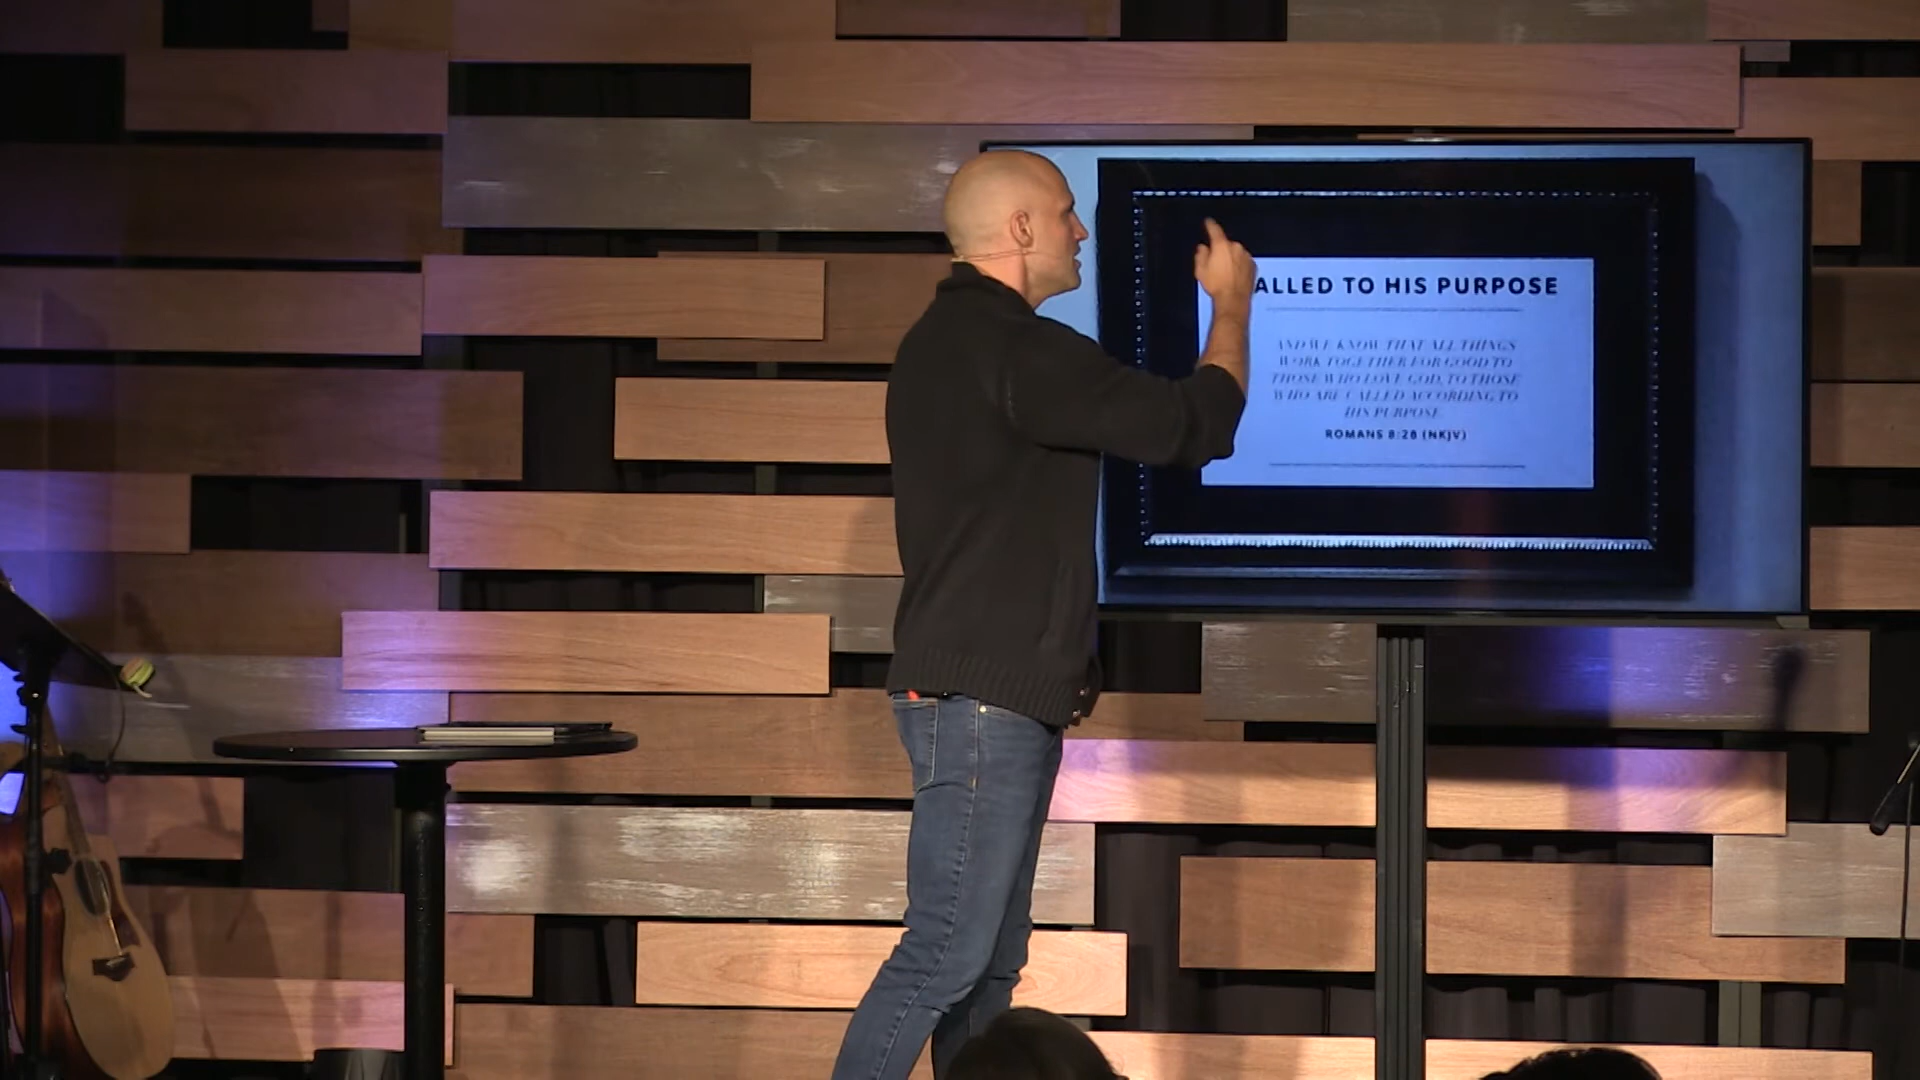 ALLED TO HIS PURPOSE
AND WE KNOW THAT ALL THINGS
WORK TOGETHER FOR GOOD TO
THOSE WHO LOVE GOD, TO THOSE
WHO ARE CALLED ACCORDING TO
HIS PURPOSE
ROMANS 8:28 (NKJV)